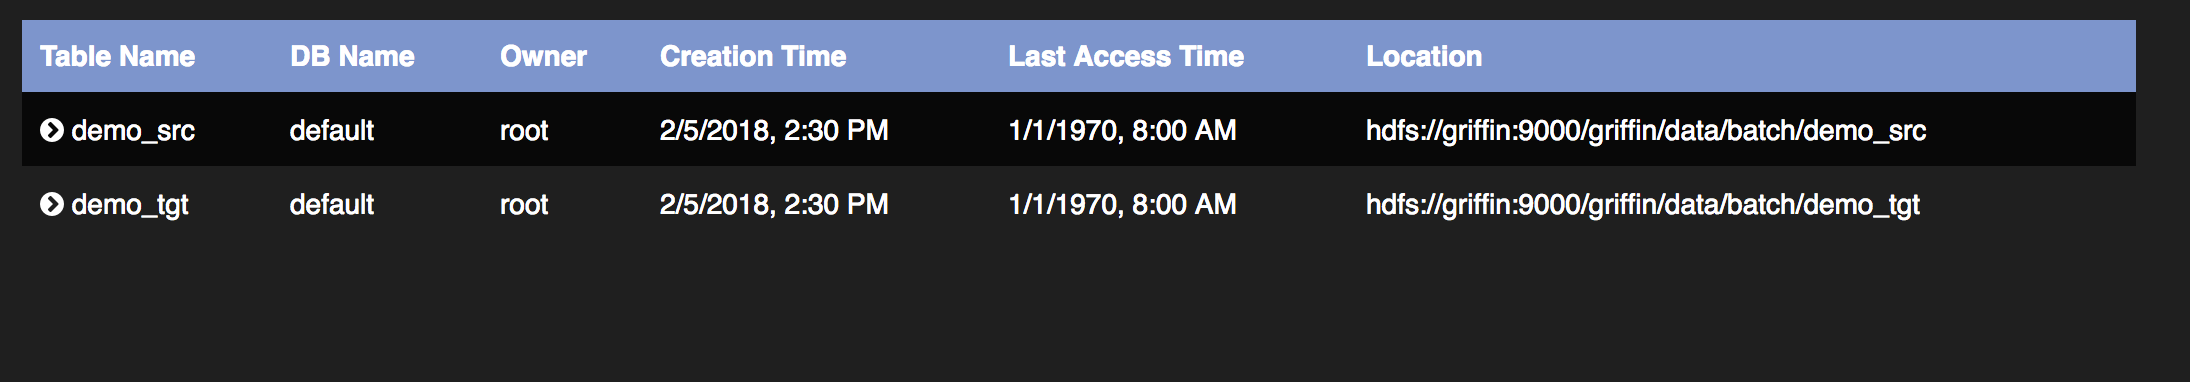 Table Name DB Name Owner Creation Time Last Access Time Location
demo_src default root 2/5/2018, 2:30 PM 1/1/1970, 8:00 AM hdfs://griffin:9000/griffin/data/batch/demo_src
demo_tgt default root 2/5/2018, 2:30 PM 1/1/1970, 8:00 AM hdfs://griffin:9000/griffin/data/batch/demo_tgt